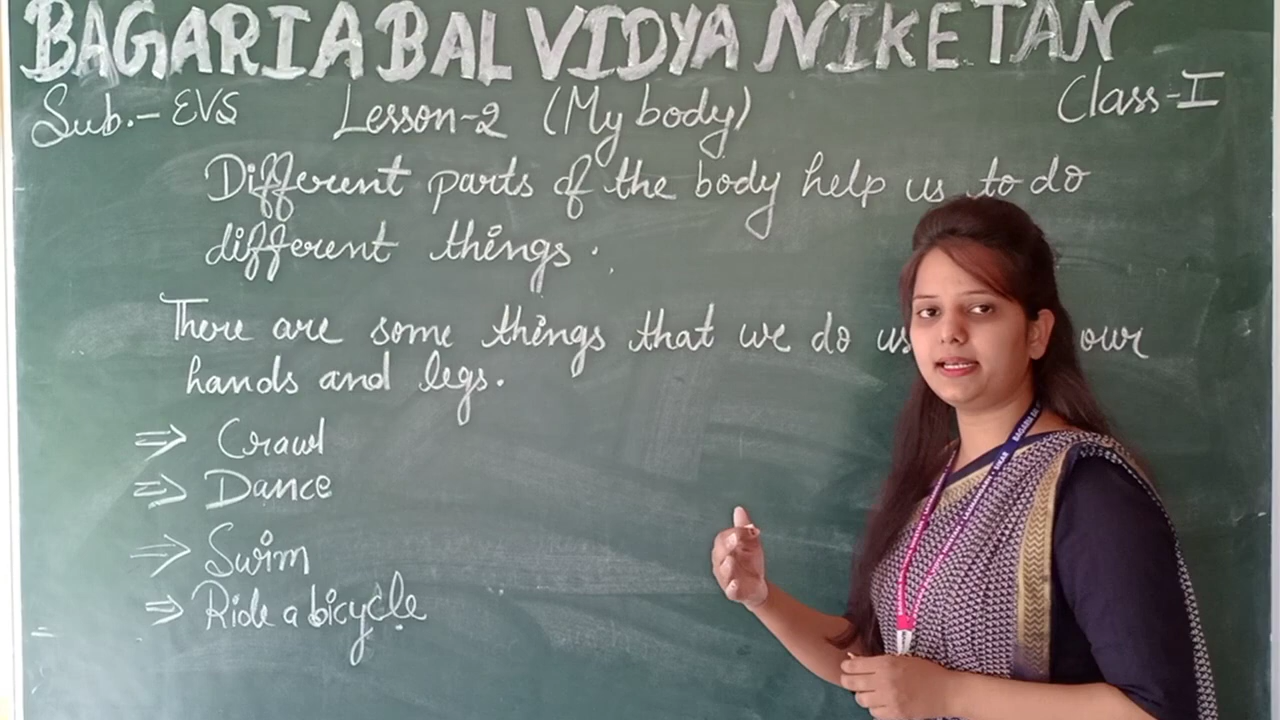 BAGARIA BAL VIDYA NIKETAN
Sub.- EVS Lesson-2 (My body) Class-I
Different parts of the body help us to do
different things.
There are some things that we do our
hands and legs.
⇒ Crawl
⇒ Dance
⇒ Swim
⇒ Ride a bicycle
BAGARIA
SIKAR